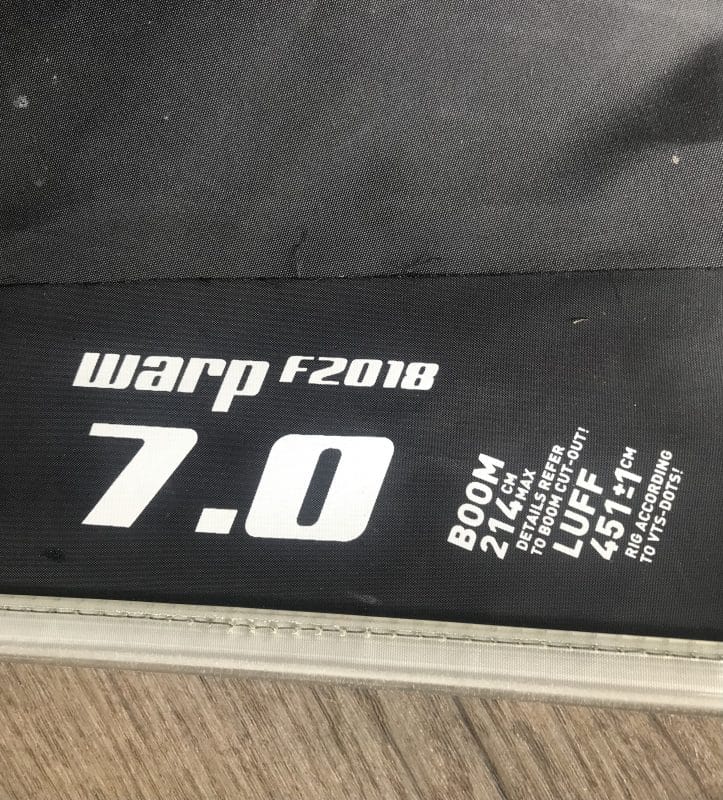 warp F2018
7.0
BOOM
214 CM MAX
DETAILS REFER
TO BOOM CUT-OUT!
LUFF
451±1 CM
RIG ACCORDING
TO VTS-DOTS!